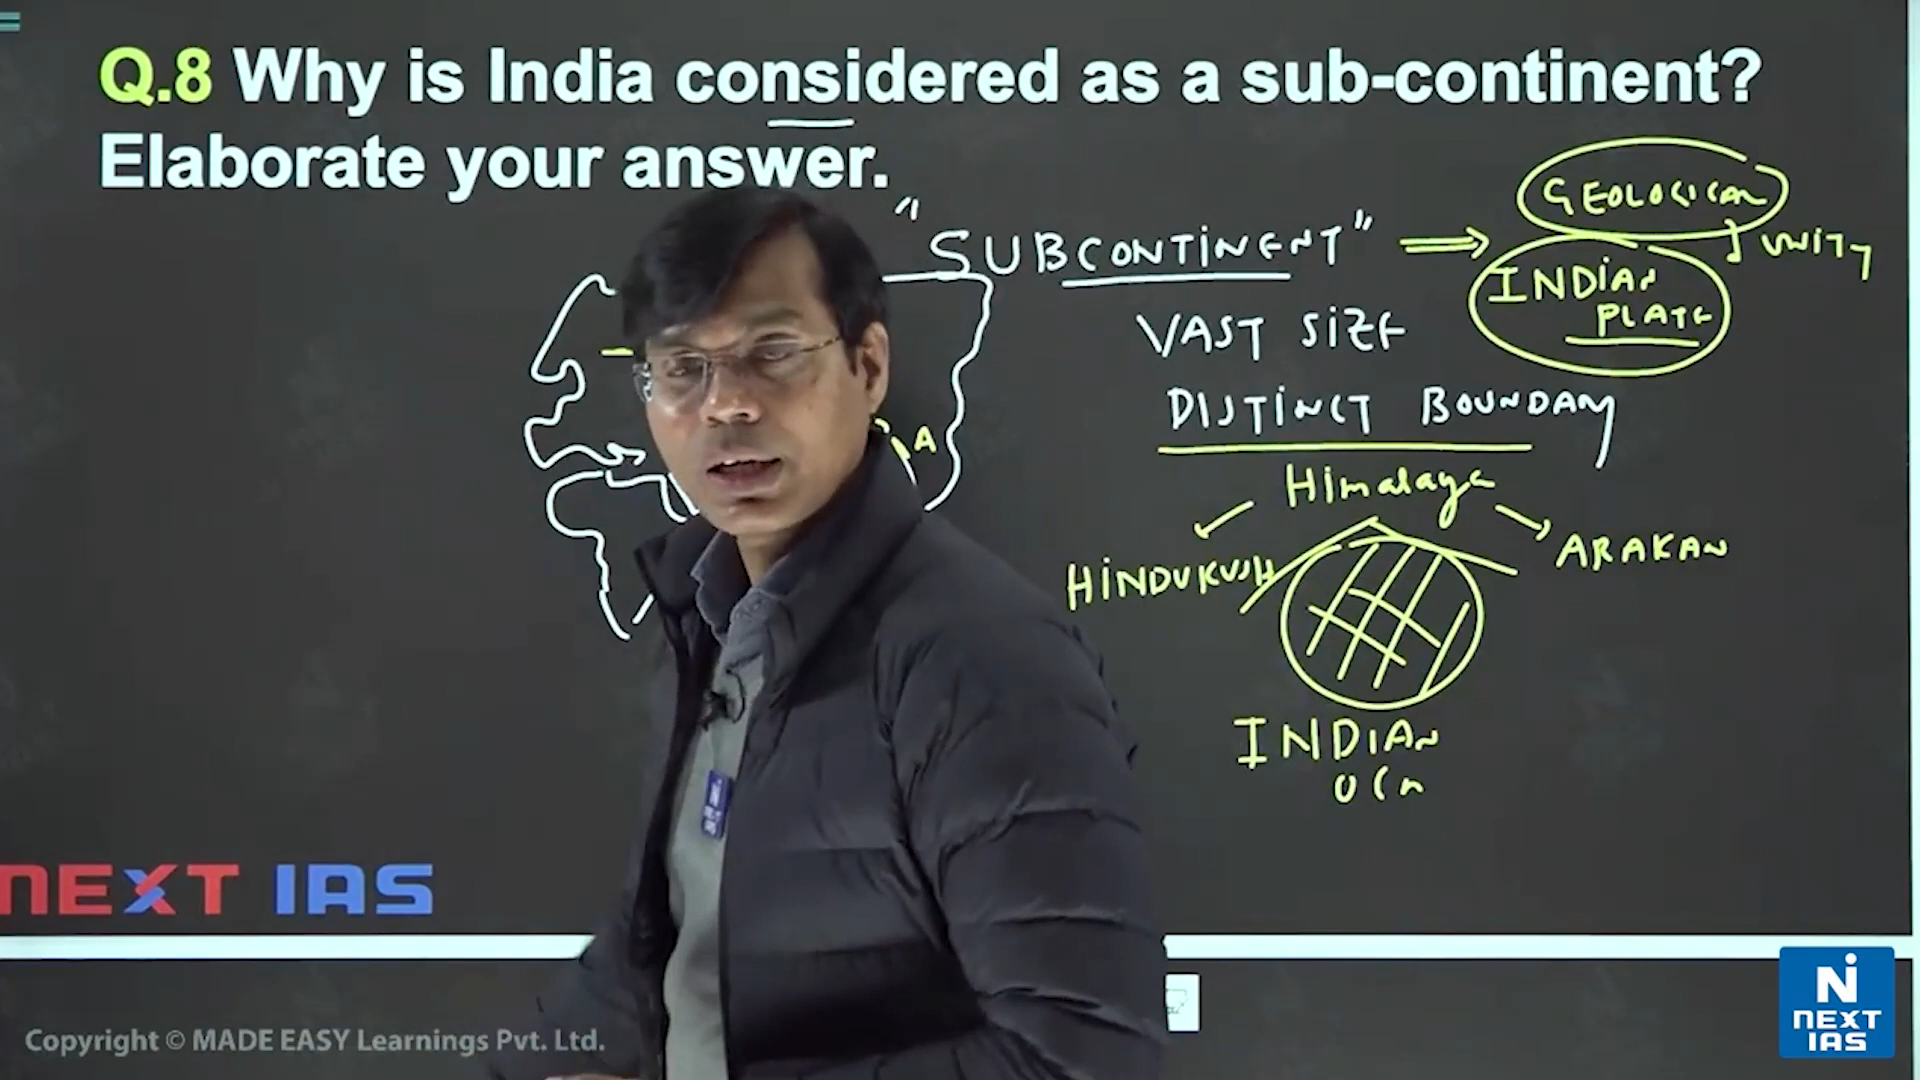 Q.8 Why is India considered as a sub-continent?
Elaborate your answer.
"SUBCONTINENT"
GEOLOGICAL
UNITY
INDIAN
PLATE
VAST SIZE
DISTINCT BOUNDARY
A
Himalaya
HINDUKUSH
ARAKAN
INDIAN
OCN
NEXT IAS
Copyright © MADE EASY Learnings Pvt. Ltd.
NEXT
IAS